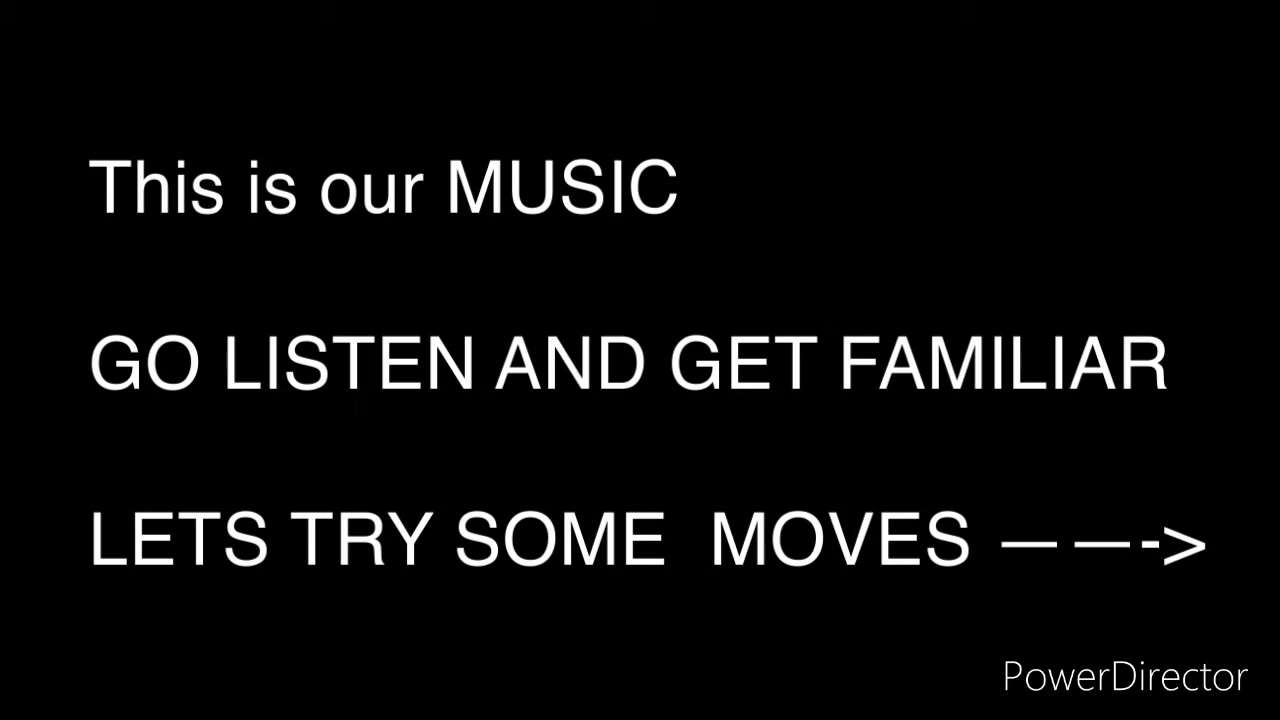 This is our MUSIC
GO LISTEN AND GET FAMILIAR
LETS TRY SOME  MOVES ——->
PowerDirector